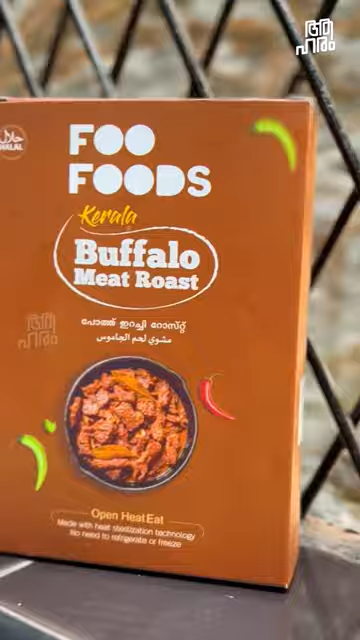 ആ
ഹാരം
حلال
HALAL
FOO
FOODS
Kerala
Buffalo
Meat Roast
പോത്ത് ഇറച്ചി റോസ്റ്റ്
مشوي لحم الجاموس
Open Heat Eat
Made with heat sterilization technology
No need to refrigerate or freeze